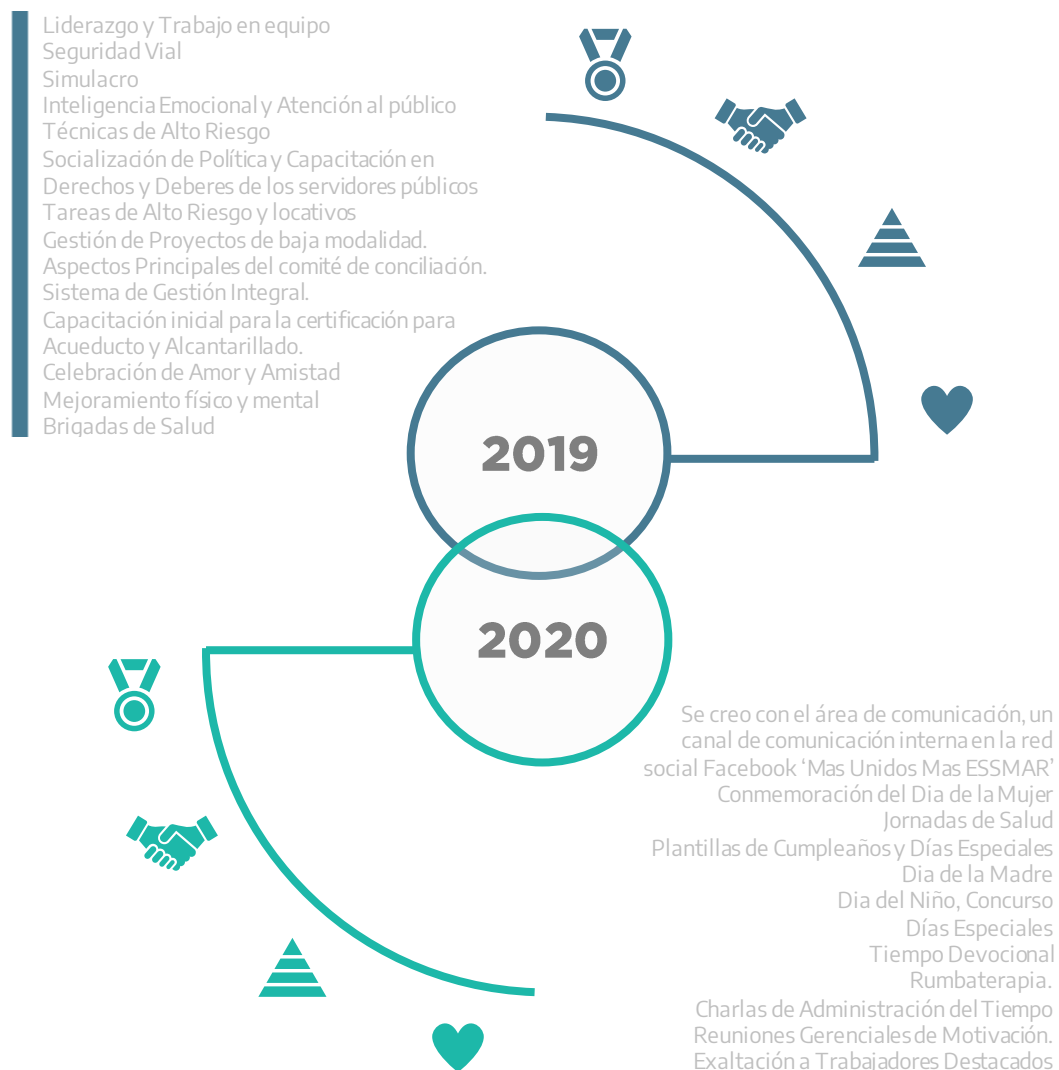 Liderazgo y Trabajo en equipo
Seguridad Vial
Simulacro
Inteligencia Emocional y Atención al público
Técnicas de Alto Riesgo
Socialización de Política y Capacitación en
Derechos y Deberes de los servidores públicos
Tareas de Alto Riesgo y locativos
Gestión de Proyectos de baja modalidad.
Aspectos Principales del comité de conciliación.
Sistema de Gestión Integral.
Capacitación inicial para la certificación para
Acueducto y Alcantarillado.
Celebración de Amor y Amistad
Mejoramiento físico y mental
Brigadas de Salud
2019
2020
Se creo con el área de comunicación, un
canal de comunicación interna en la red
social Facebook ‘Mas Unidos Mas ESSMAR’
Conmemoración del Dia de la Mujer
Jornadas de Salud
Plantillas de Cumpleaños y Días Especiales
Dia de la Madre
Dia del Niño, Concurso
Días Especiales
Tiempo Devocional
Rumbaterapia.
Charlas de Administración del Tiempo
Reuniones Gerenciales de Motivación.
Exaltación a Trabajadores Destacados